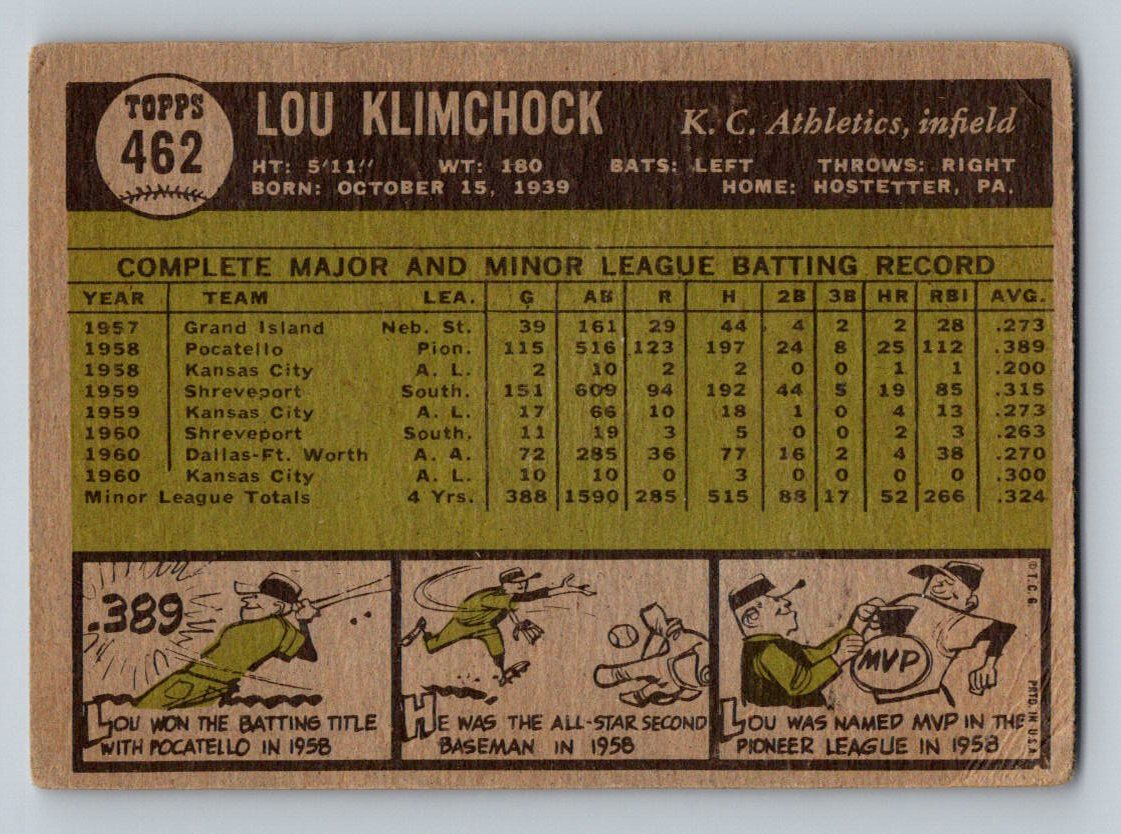 TOPPS
462
LOU KLIMCHOCK K. C. Athletics, infield
HT: 5'11" WT: 180 BATS: LEFT THROWS: RIGHT
BORN: OCTOBER 15, 1939 HOME: HOSTETTER, PA.
COMPLETE MAJOR AND MINOR LEAGUE BATTING RECORD
YEAR TEAM LEA. G AB R H 2B 3B HR RBI AVG.
1957 Grand Island Neb. St. 39 161 29 44 4 2 2 28 .273
1958 Pocatello Pion. 115 516 123 197 24 8 25 112 .389
1958 Kansas City A. L. 2 10 2 2 0 0 1 1 .200
1959 Shreveport South. 151 609 94 192 44 5 19 85 .315
1959 Kansas City A. L. 17 66 10 18 1 0 4 13 .273
1960 Shreveport South. 11 19 3 5 0 0 2 3 .263
1960 Dallas-Ft. Worth A. A. 72 285 36 77 16 2 4 38 .270
1960 Kansas City A. L. 10 10 0 3 0 0 0 0 .300
Minor League Totals 4 Yrs. 388 1590 285 515 88 17 52 266 .324
.389
LOU WON THE BATTING TITLE
WITH POCATELLO IN 1958
HE WAS THE ALL-STAR SECOND
BASEMAN IN 1958
MVP
LOU WAS NAMED MVP IN THE
PIONEER LEAGUE IN 1958
© T. C. G.
PRTD. IN U.S.A.